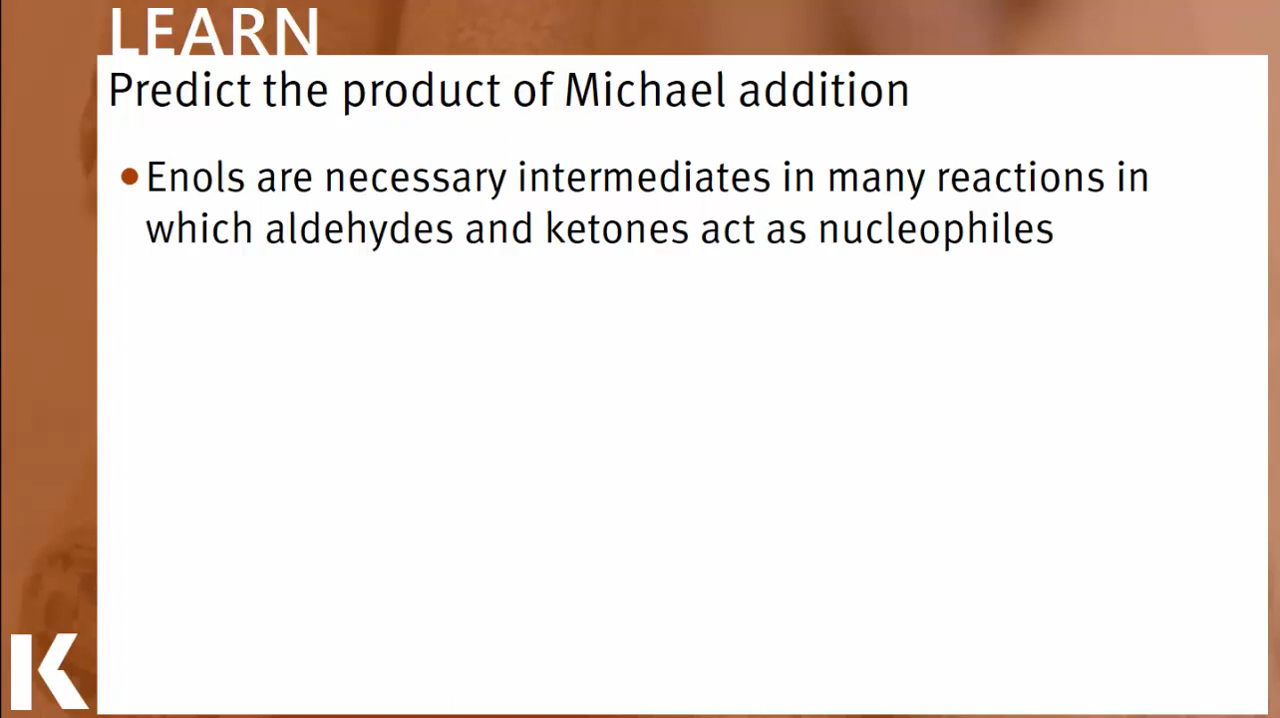 LEARN
Predict the product of Michael addition
• Enols are necessary intermediates in many reactions in
which aldehydes and ketones act as nucleophiles
K